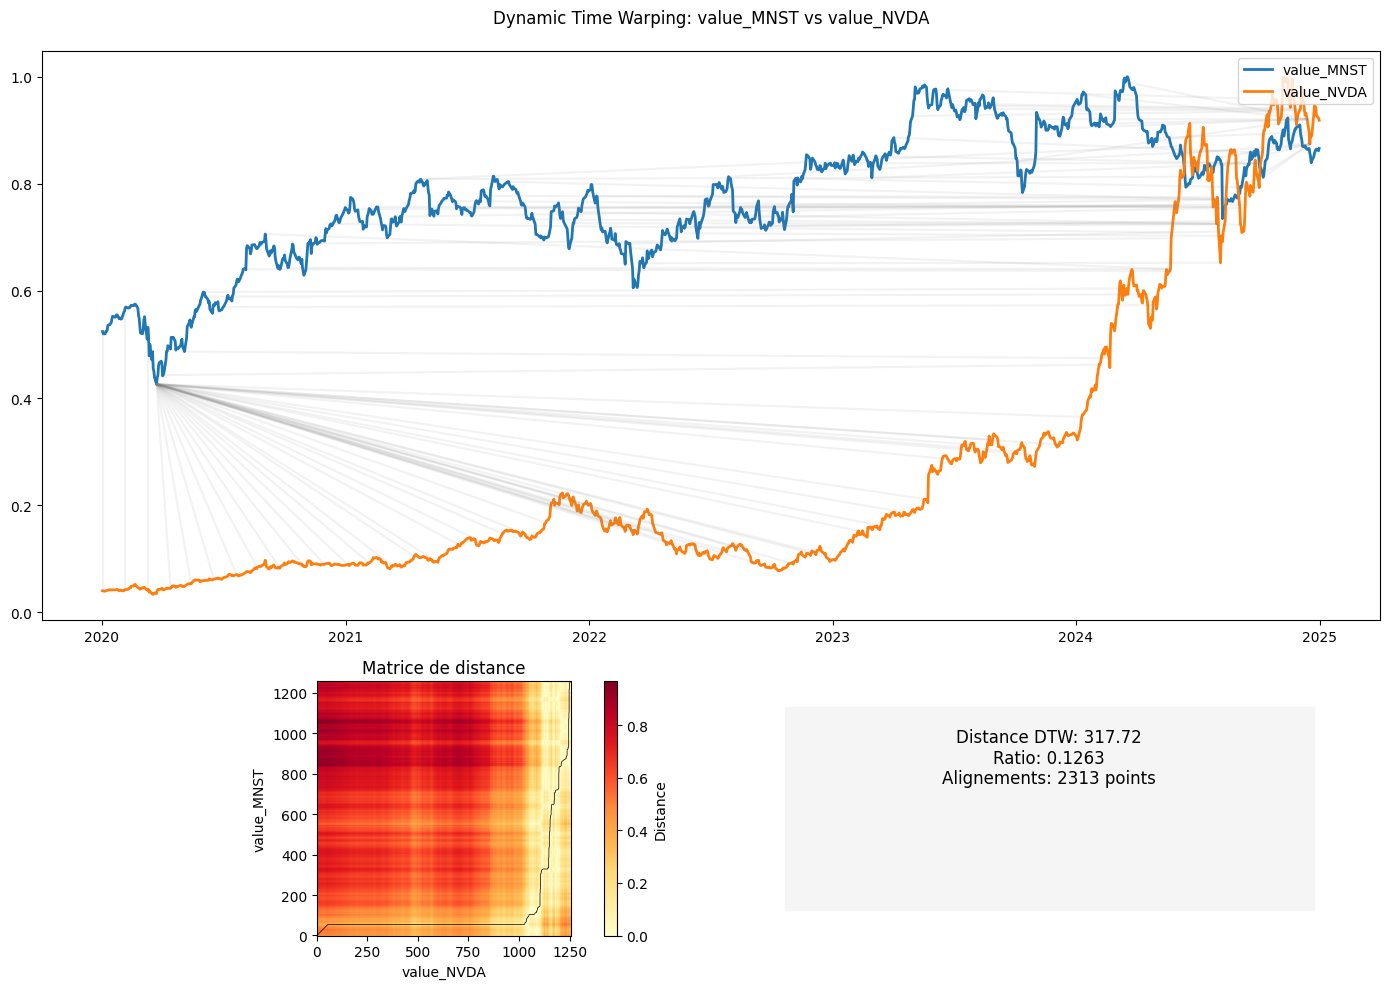 Dynamic Time Warping: value_MNST vs value_NVDA
1.0
0.8
0.6
0.4
0.2
0.0
value_MNST
value_NVDA
2020 2021 2022 2023 2024 2025
Matrice de distance
value_MNST
1200
1000
800
600
400
200
0
0 250 500 750 1000 1250
value_NVDA
0.8
0.6
0.4
0.2
0.0
Distance
Distance DTW: 317.72
Ratio: 0.1263
Alignements: 2313 points